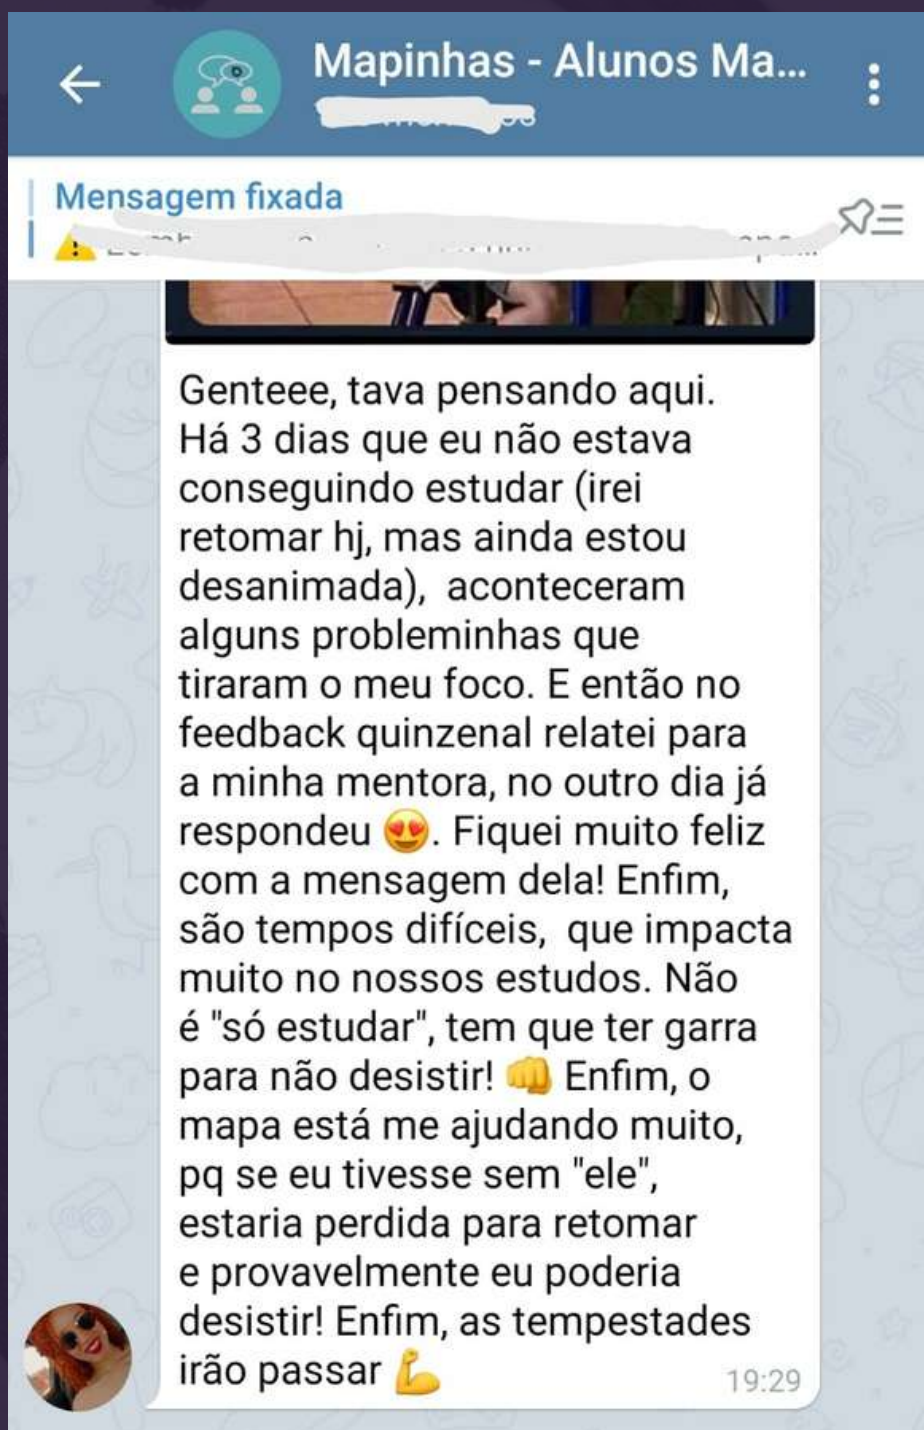 Mapinhas - Alunos Ma...
Mensagem fixada
Genteee, tava pensando aqui.
Há 3 dias que eu não estava
conseguindo estudar (irei
retomar hj, mas ainda estou
desanimada),  aconteceram
alguns probleminhas que
tiraram o meu foco. E então no
feedback quinzenal relatei para
a minha mentora, no outro dia já
respondeu 😍. Fiquei muito feliz
com a mensagem dela! Enfim,
são tempos difíceis,  que impacta
muito no nossos estudos. Não
é "só estudar", tem que ter garra
para não desistir! 👊 Enfim, o
mapa está me ajudando muito,
pq se eu tivesse sem "ele",
estaria perdida para retomar
e provavelmente eu poderia
desistir! Enfim, as tempestades
irão passar 💪
19:29